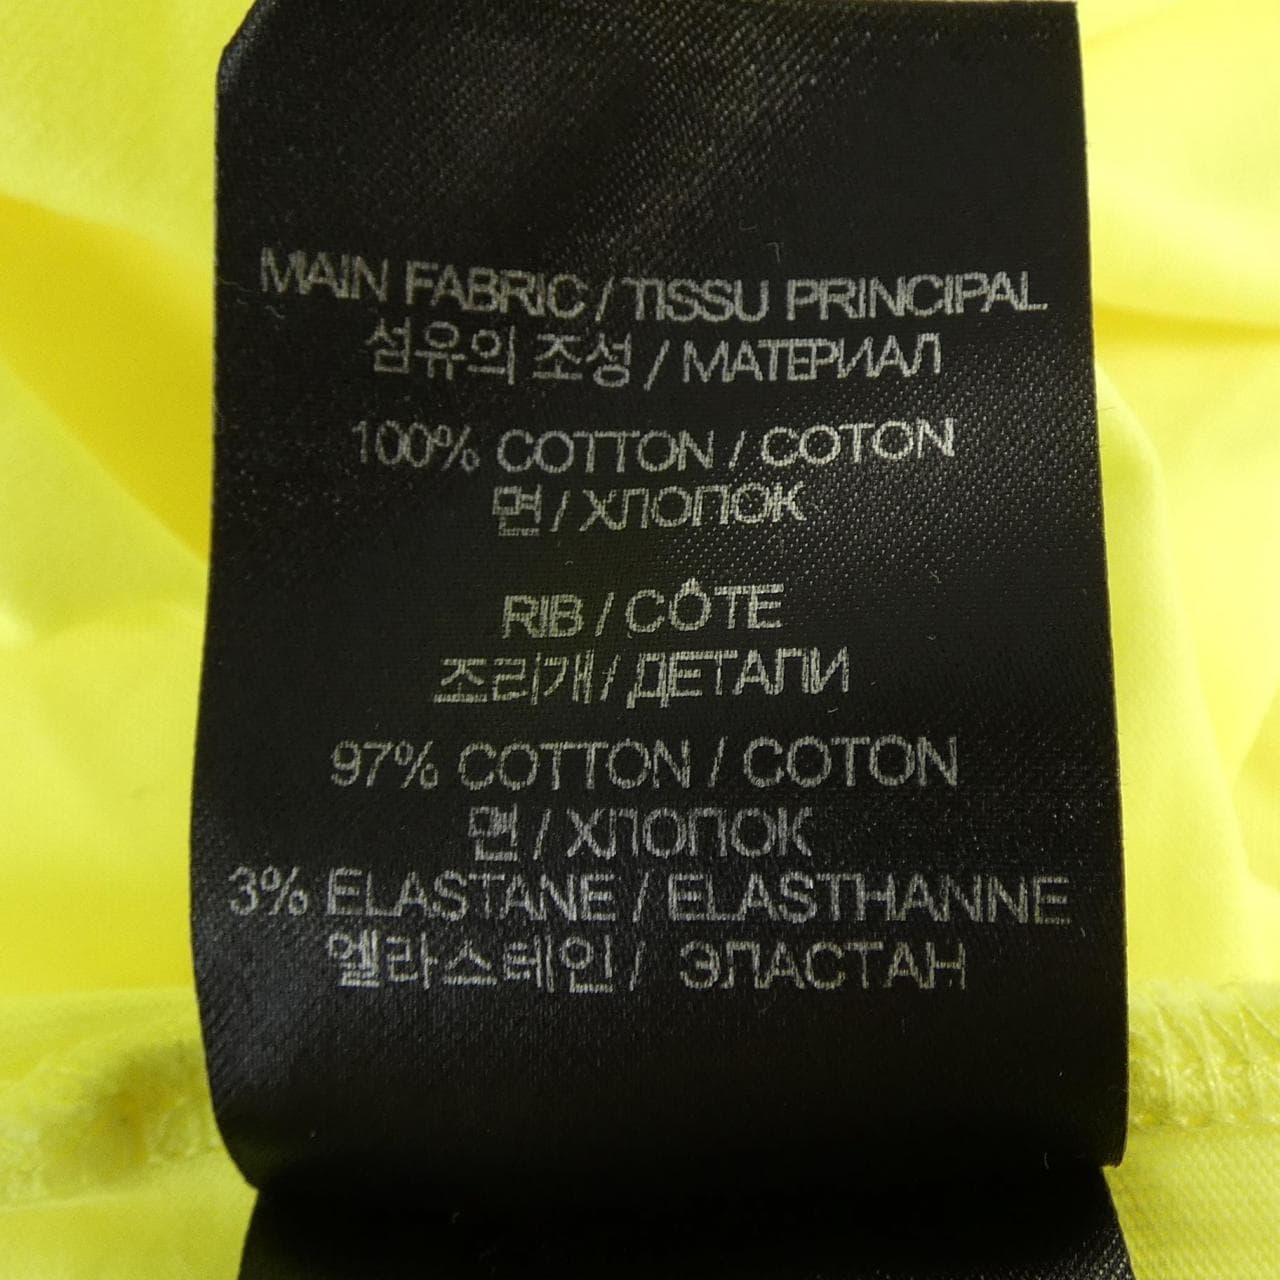 MAIN FABRIC / TISSU PRINCIPAL
섬유의 조성 / МАТЕРИАЛ
100% COTTON / COTON
면 / ХЛОПОК
RIB / CÔTE
조리개 / ДЕТАЛИ
97% COTTON / COTON
면 / ХЛОПОК
3% ELASTANE / ELASTHANNE
엘라스테인 / ЭЛАСТАН